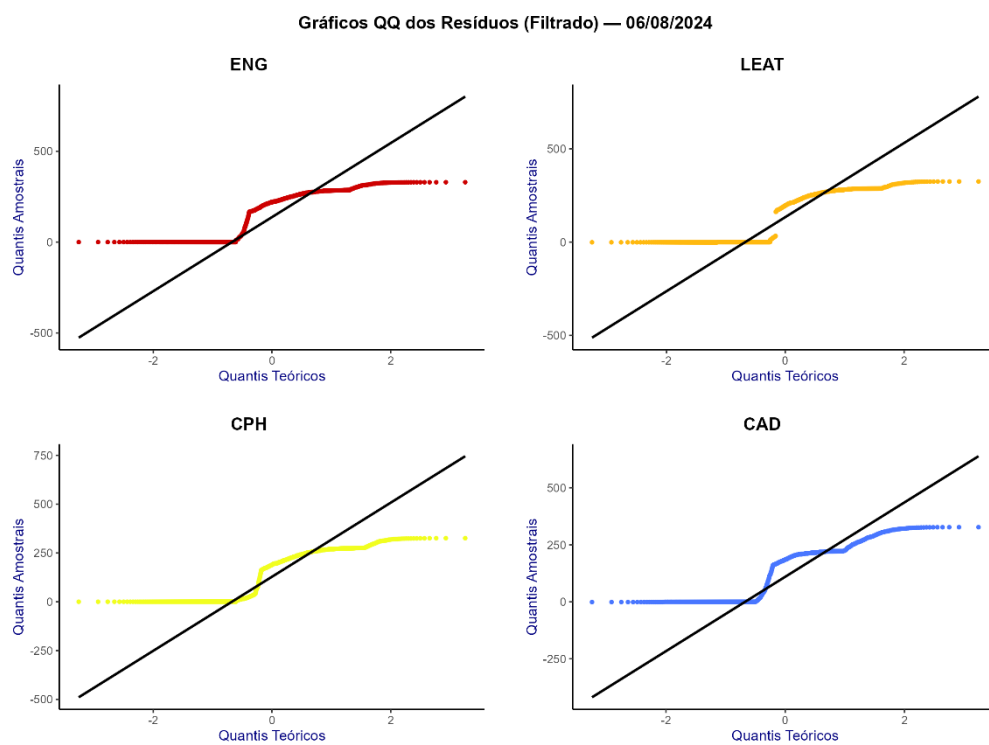 Gráficos QQ dos Resíduos (Filtrado) — 06/08/2024
ENG
Quantis Amostrais
500
0
-500
-2
0
2
Quantis Teóricos
LEAT
Quantis Amostrais
500
0
-500
-2
0
2
Quantis Teóricos
CPH
Quantis Amostrais
750
500
250
0
-250
-500
-2
0
2
Quantis Teóricos
CAD
Quantis Amostrais
500
250
0
-250
-2
0
2
Quantis Teóricos